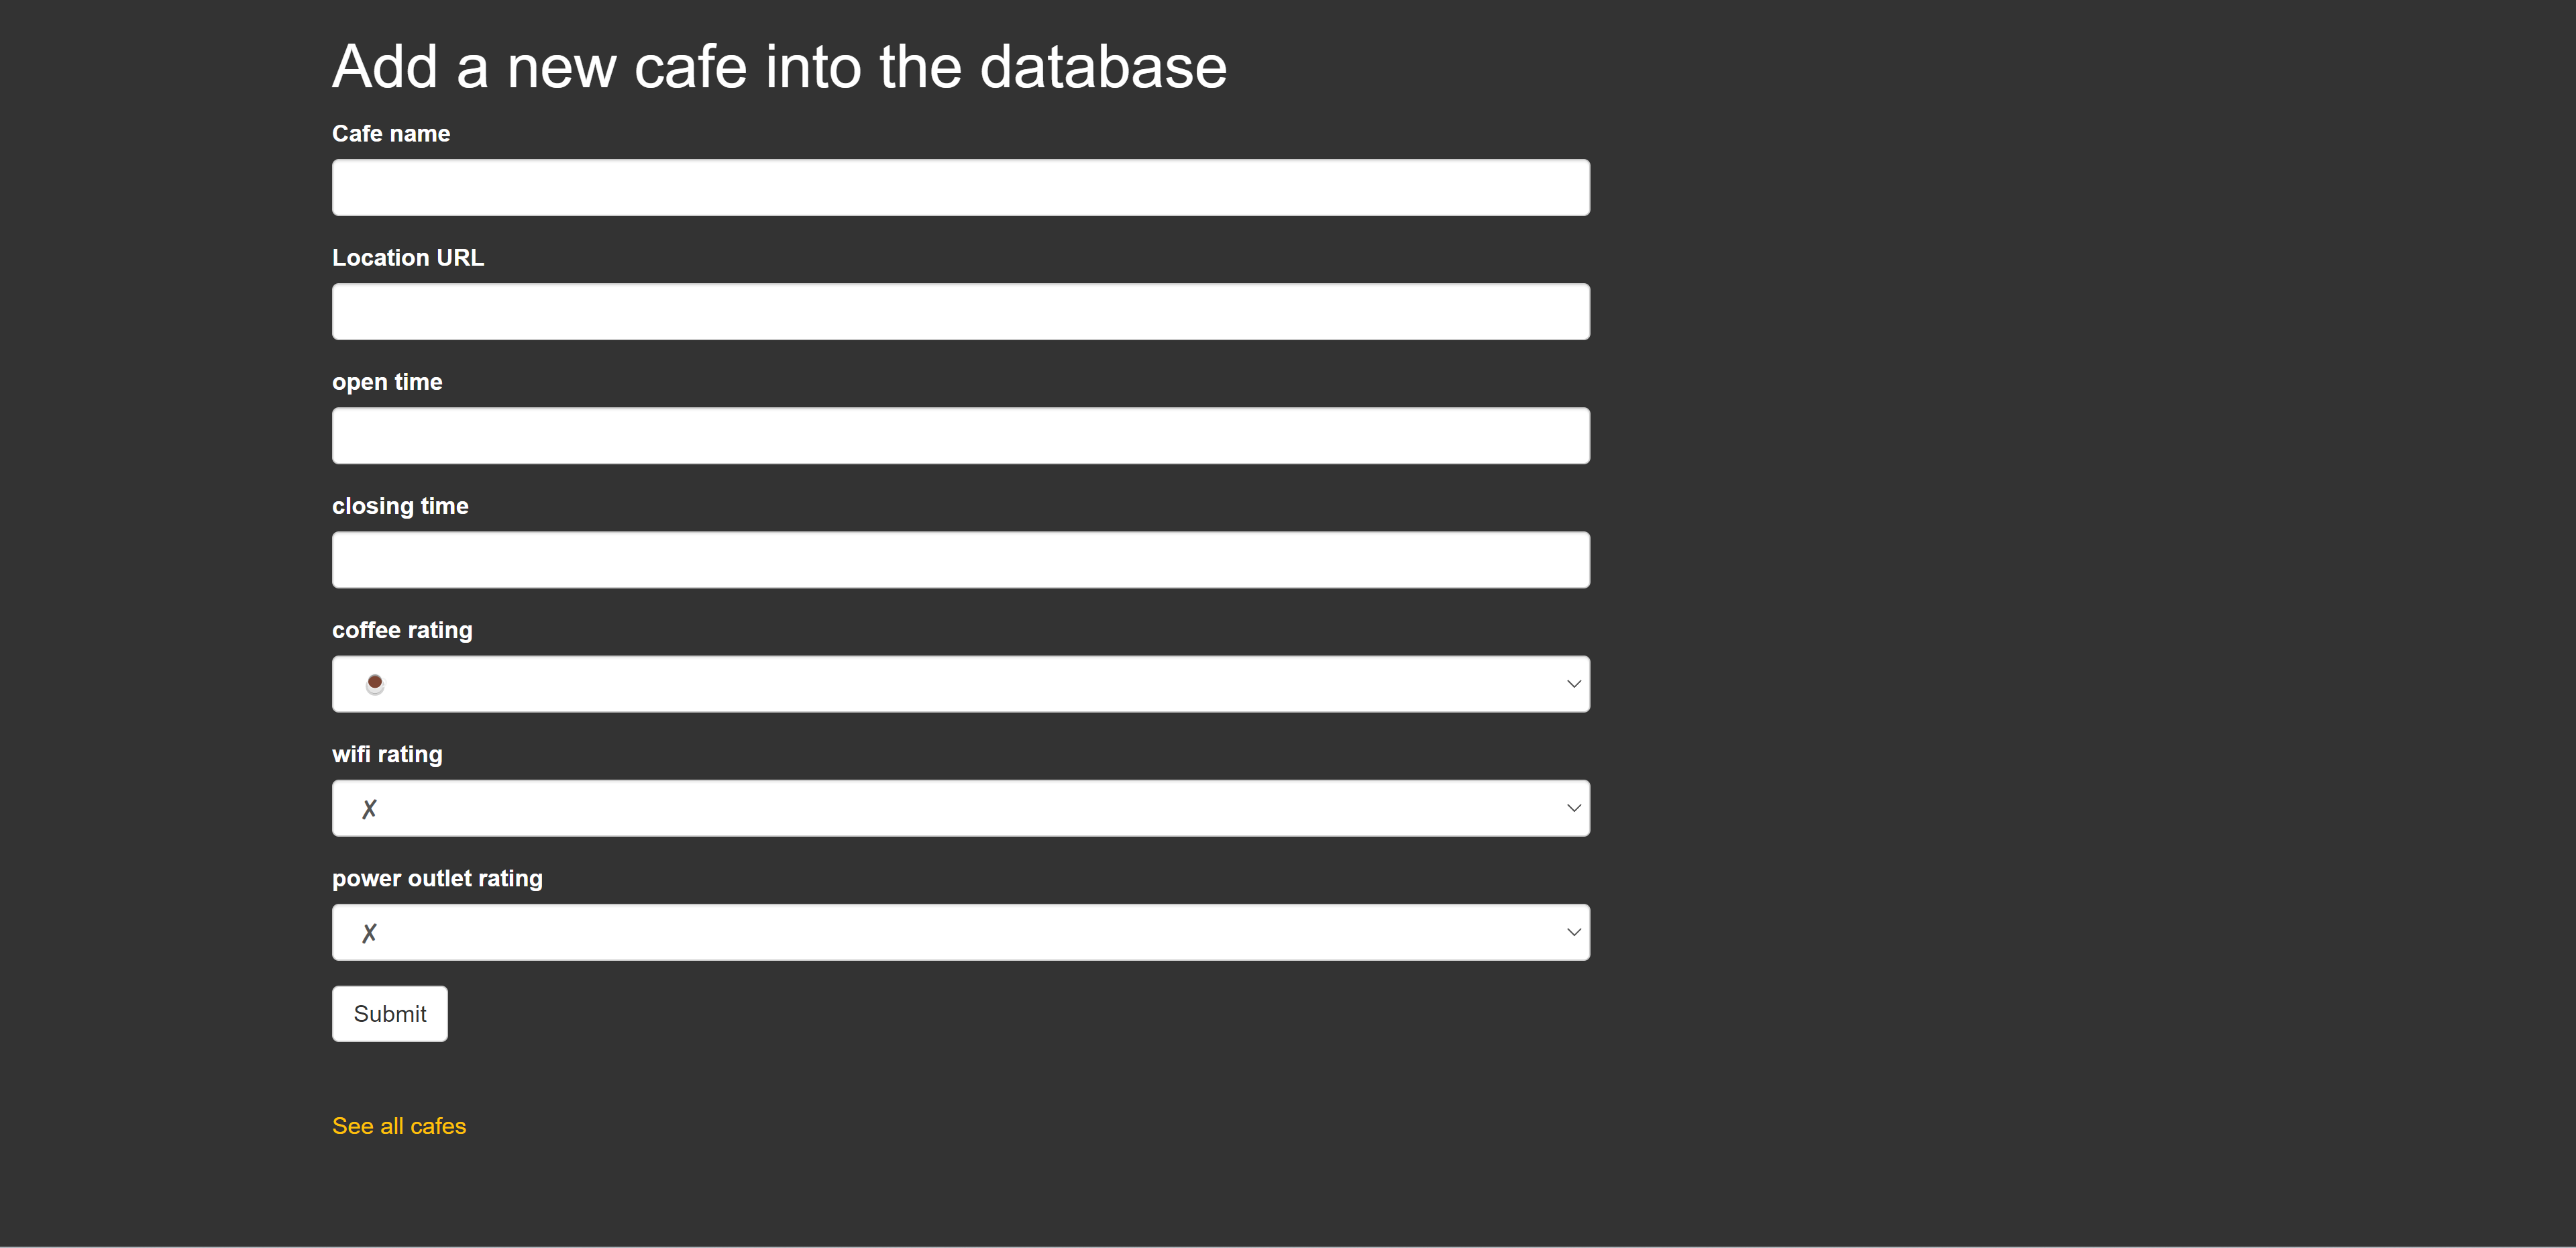 Add a new cafe into the database
Cafe name
Location URL
open time
closing time
coffee rating
☕
wifi rating
✗
power outlet rating
✗
Submit
See all cafes